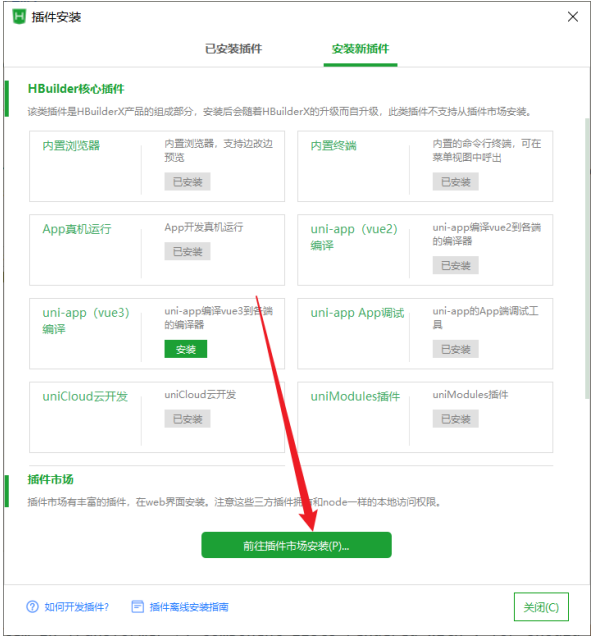 插件安装
已安装插件
安装新插件
HBuilder核心插件
该类插件是HBuilderX产品的组成部分，安装后会随着HBuilderX的升级而自升级，此类插件不支持从插件市场安装。
内置浏览器
内置浏览器，支持边改边
预览
已安装
内置终端
内置的命令行终端，可在
菜单视图中呼出
已安装
App真机运行
App开发真机运行
已安装
uni-app（vue2）
编译
uni-app编译vue2到各端
的编译器
已安装
uni-app（vue3）
编译
uni-app编译vue3到各端
的编译器
安装
uni-app App调试
uni-app的App端调试工
具
已安装
uniCloud云开发
uniCloud云开发
已安装
uniModules插件
uniModules插件
已安装
插件市场
插件市场有丰富的插件，在web界面安装。注意这些三方插件拥有和node一样的本地访问权限。
前往插件市场安装(P)...
如何开发插件?
插件离线安装指南
关闭(C)